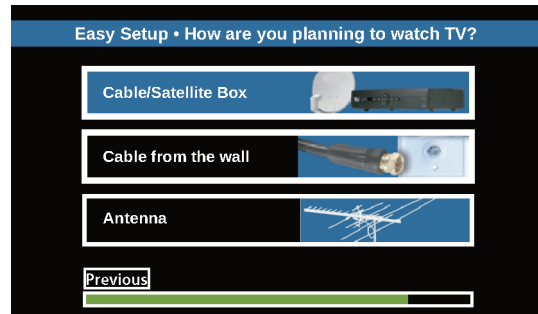 Easy Setup • How are you planning to watch TV?
Cable/Satellite Box
Cable from the wall
Antenna
Previous